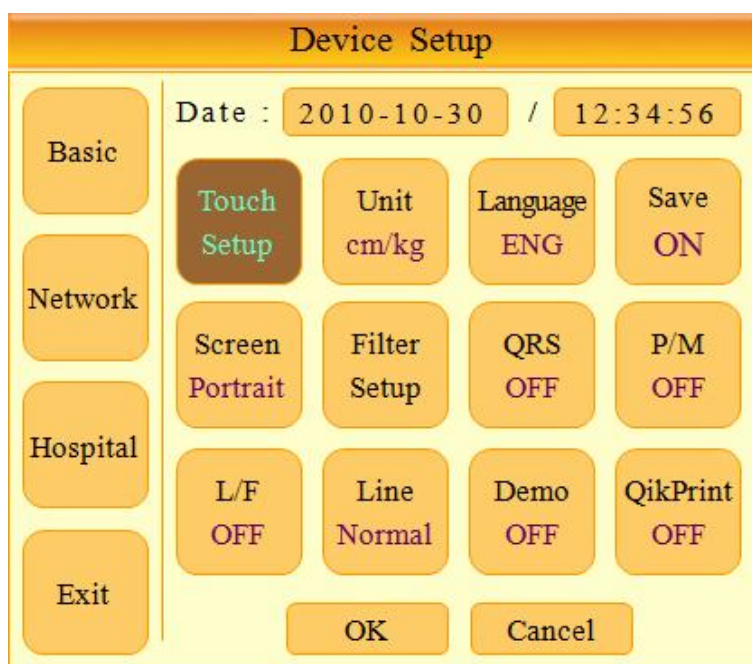 Device Setup
Basic
Network
Hospital
Exit
Date : 2010-10-30 / 12:34:56
Touch
Setup
Unit
cm/kg
Language
ENG
Save
ON
Screen
Portrait
Filter
Setup
QRS
OFF
P/M
OFF
L/F
OFF
Line
Normal
Demo
OFF
QikPrint
OFF
OK
Cancel